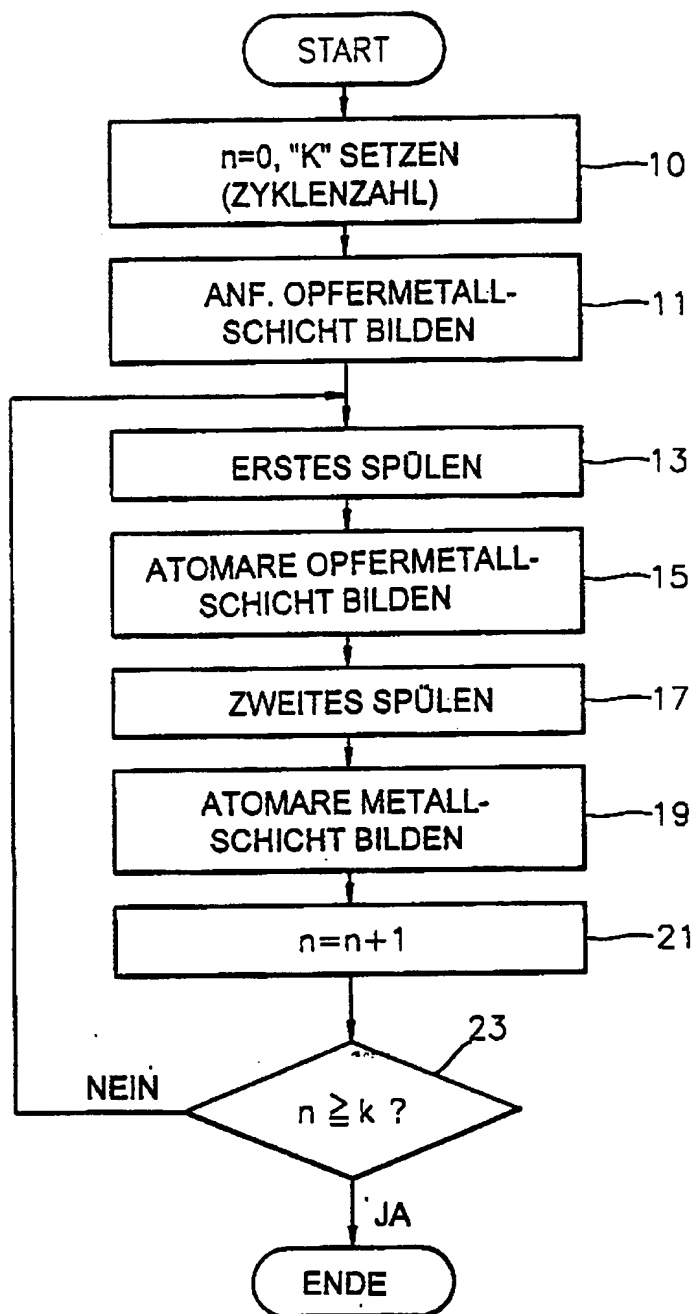 START
n=0, "K" SETZEN
(ZYKLENZAHL)
10
ANF. OPFERMETALL-
SCHICHT BILDEN
11
ERSTES SPÜLEN
13
ATOMARE OPFERMETALL-
SCHICHT BILDEN
15
ZWEITES SPÜLEN
17
ATOMARE METALL-
SCHICHT BILDEN
19
n=n+1
21
23
NEIN
n ≧ k ?
JA
ENDE